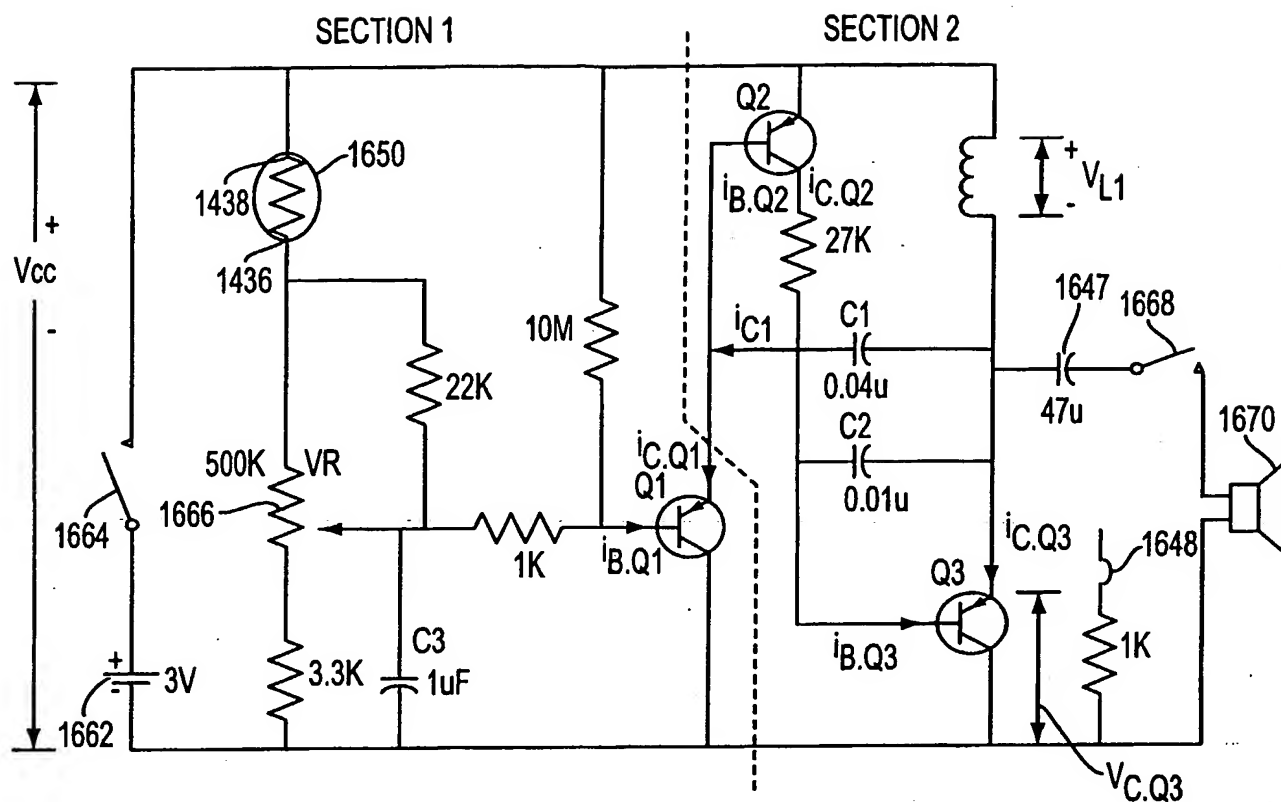 SECTION 1
SECTION 2
Q2
1650
1438
+
Vcc
-
1436
iB.Q2
iC.Q2
27K
+
VL1
-
10M
iC1
C1
0.04u
1647
1668
47u
22K
C2
0.01u
500K
VR
1666
1664
iC.Q1
Q1
1670
1K
iB.Q1
iC.Q3
1648
Q3
C3
1uF
3.3K
iB.Q3
1K
+
-
3V
1662
VC.Q3